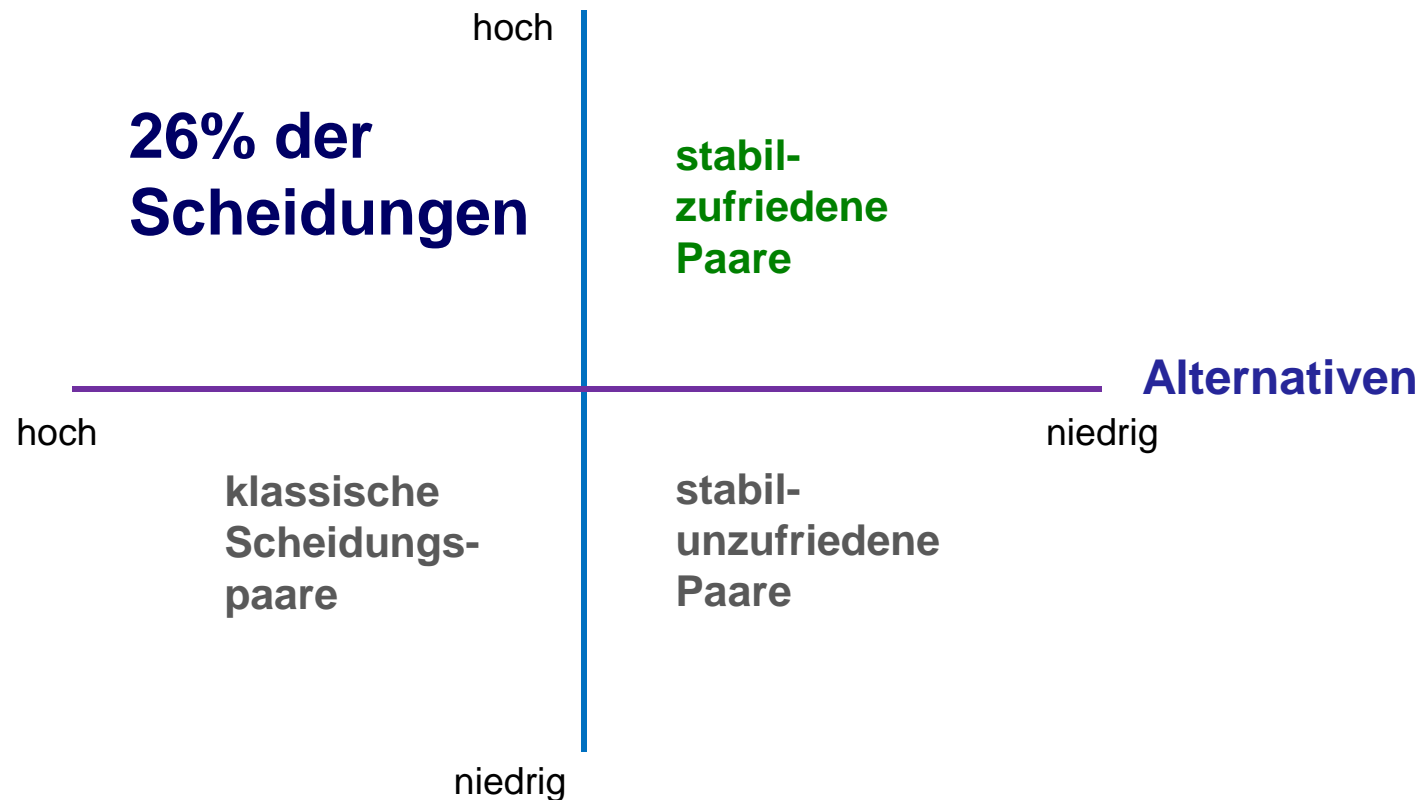 hoch
26% der
Scheidungen
stabil-
zufriedene
Paare
Alternativen
hoch
niedrig
klassische
Scheidungs-
paare
stabil-
unzufriedene
Paare
niedrig